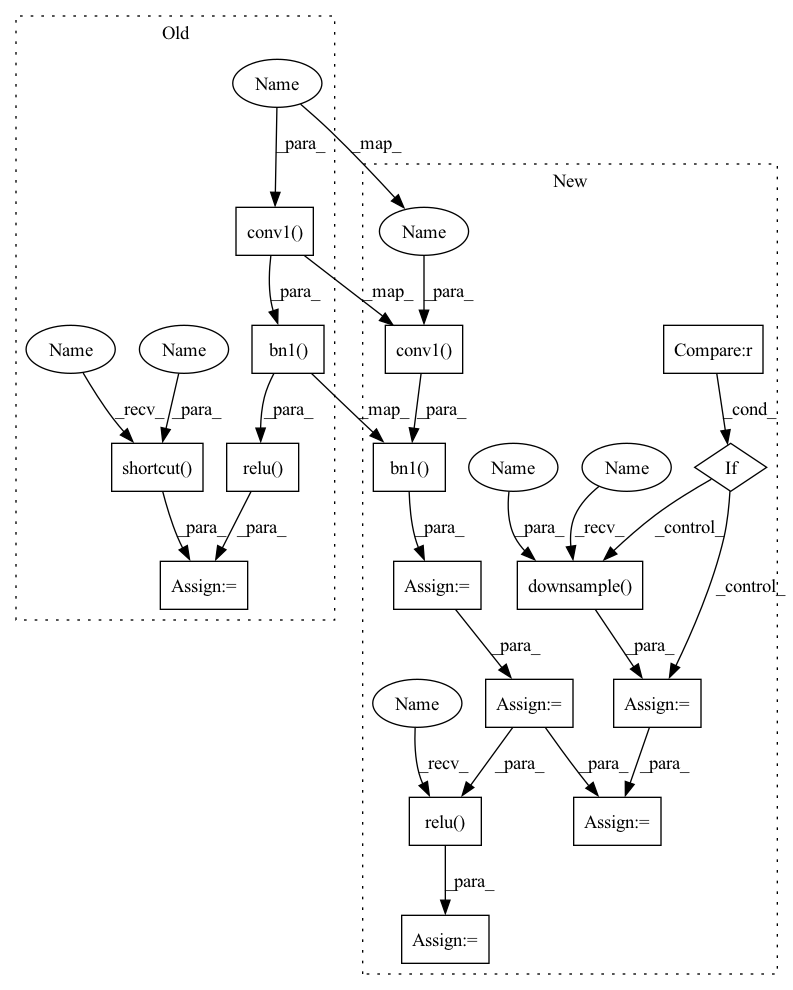 Old
Name
_para_
_map_
New
conv1()
Name
_para_
_map_
_para_
Name
Name
bn1()
conv1()
Compare:r
_recv_
_para_
_para_
_map_
_para_
_cond_
shortcut()
relu()
bn1()
Name
Name
If
_para_
_para_
_para_
_para_
_recv_
_control_
Assign:=
Assign:=
downsample()
_control_
_para_
_para_
Name
Assign:=
Assign:=
_recv_
_para_
_para_
_para_
relu()
Assign:=
_para_
Assign:=